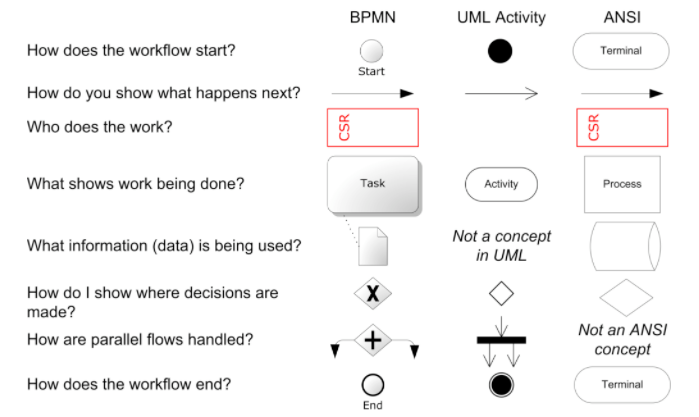 BPMN UML Activity ANSI
How does the workflow start? Terminal
Start
How do you show what happens next?
Who does the work? CSR CSR
What shows work being done? Task Activity Process
What information (data) is being used? Not a concept
in UML
How do I show where decisions are
made? X
How are parallel flows handled? + Not an ANSI
concept
How does the workflow end? Terminal
End